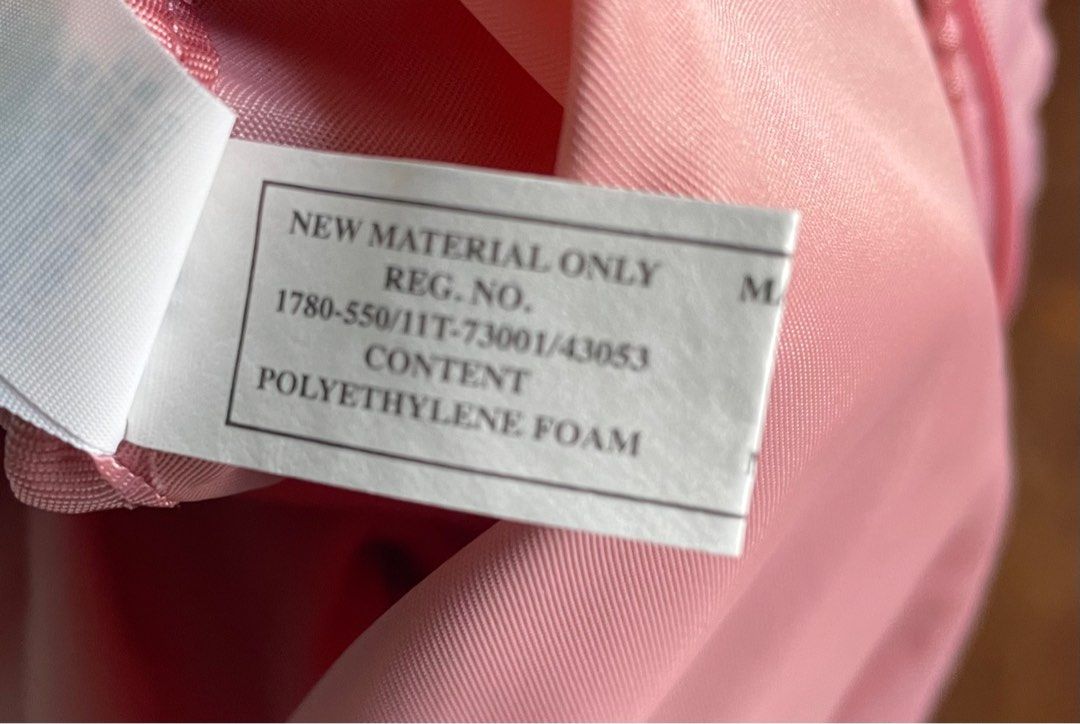 NEW MATERIAL ONLY
REG. NO.
1780-550/11T-73001/43053
CONTENT
POLYETHYLENE FOAM